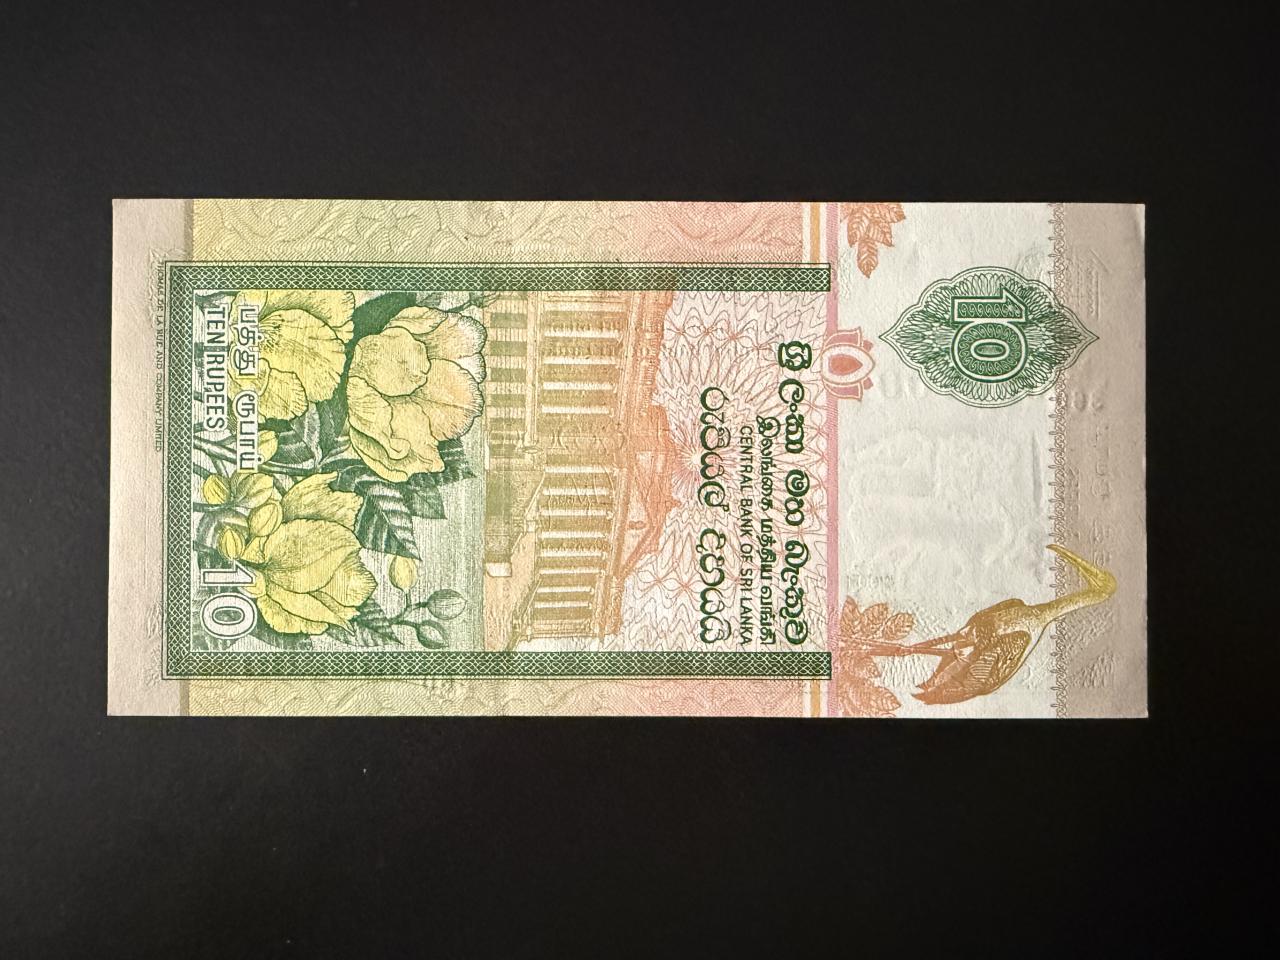 10
ශ්‍රී ලංකා මහ බැංකුව
இலங்கை மத்திய வங்கி
CENTRAL BANK OF SRI LANKA
රුපියල් දහයයි
பத்து ரூபாய்
TEN RUPEES
10
THOMAS DE LA RUE AND COMPANY LIMITED